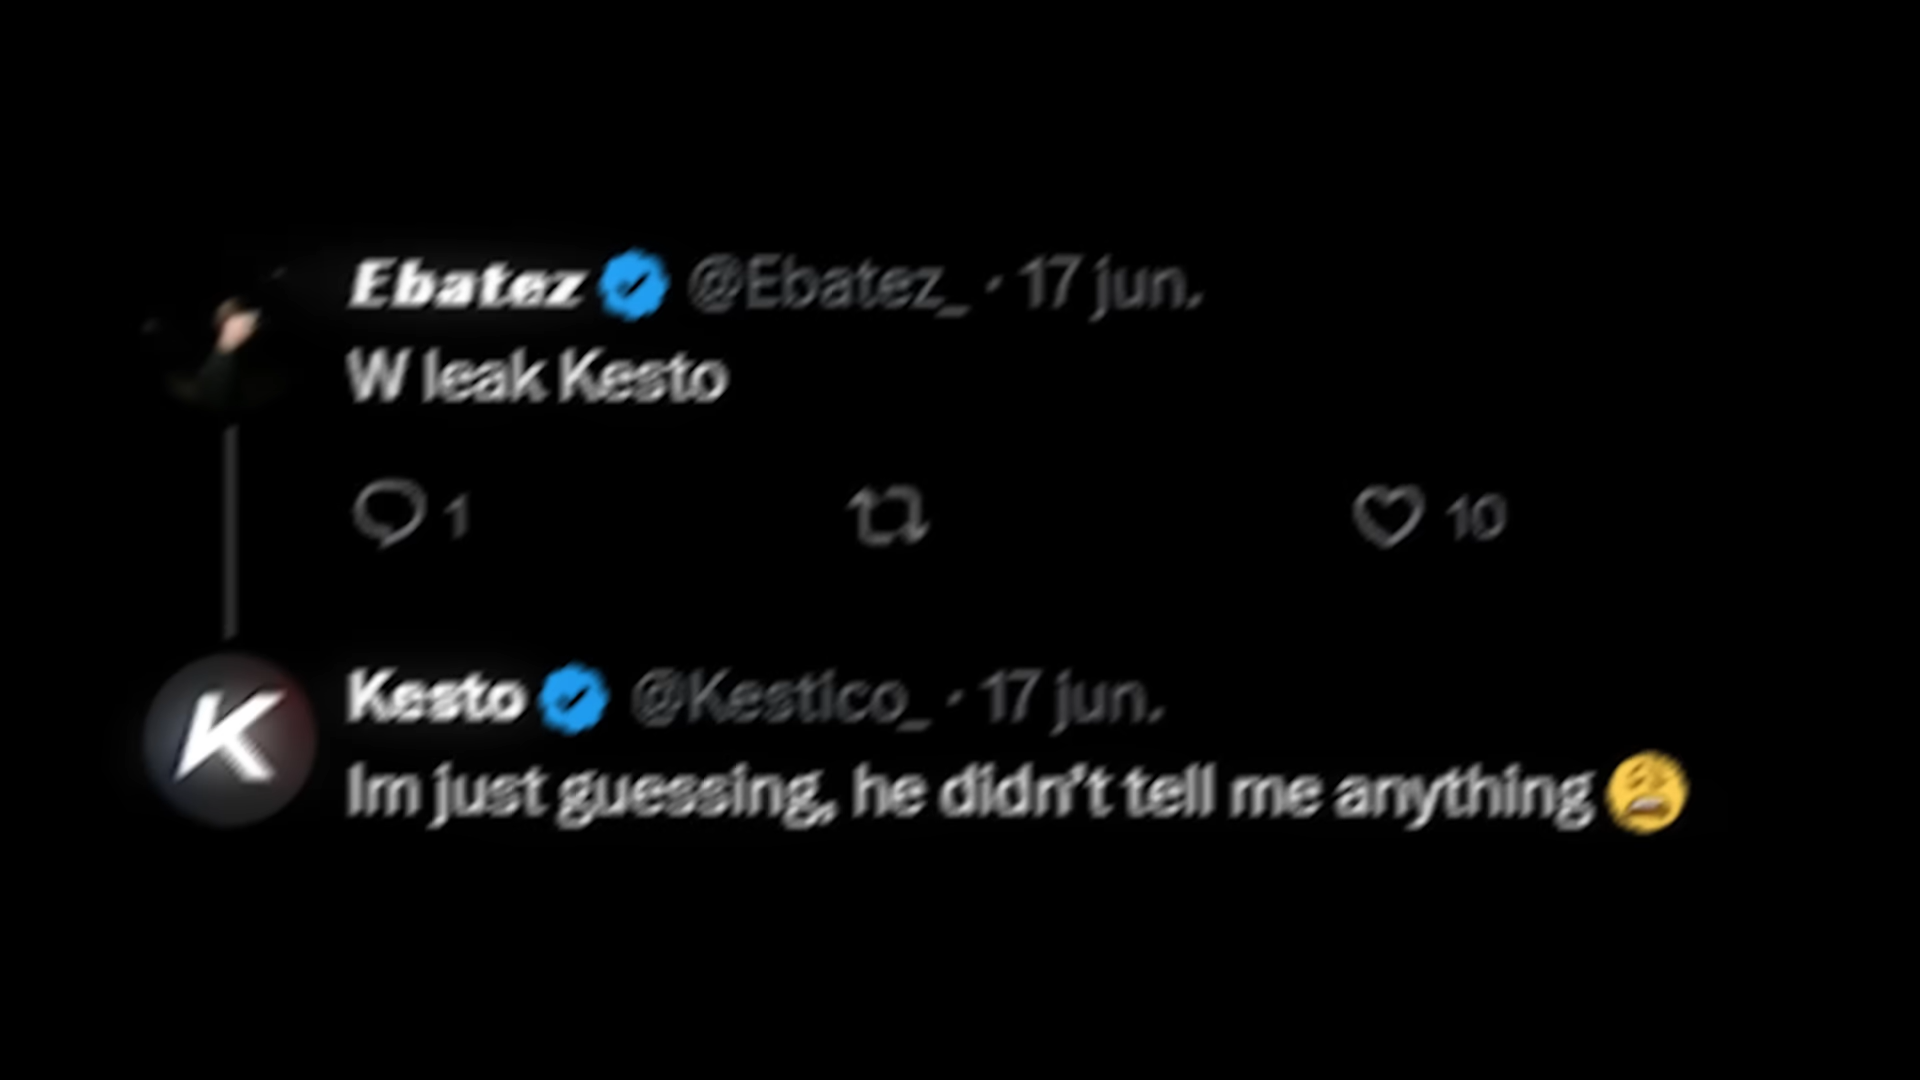 Ebatez @Ebatez_ · 17 jun.
W leak Kesto
1 10
K
Kesto @Kestico_ · 17 jun.
Im just guessing, he didn't tell me anything 😩